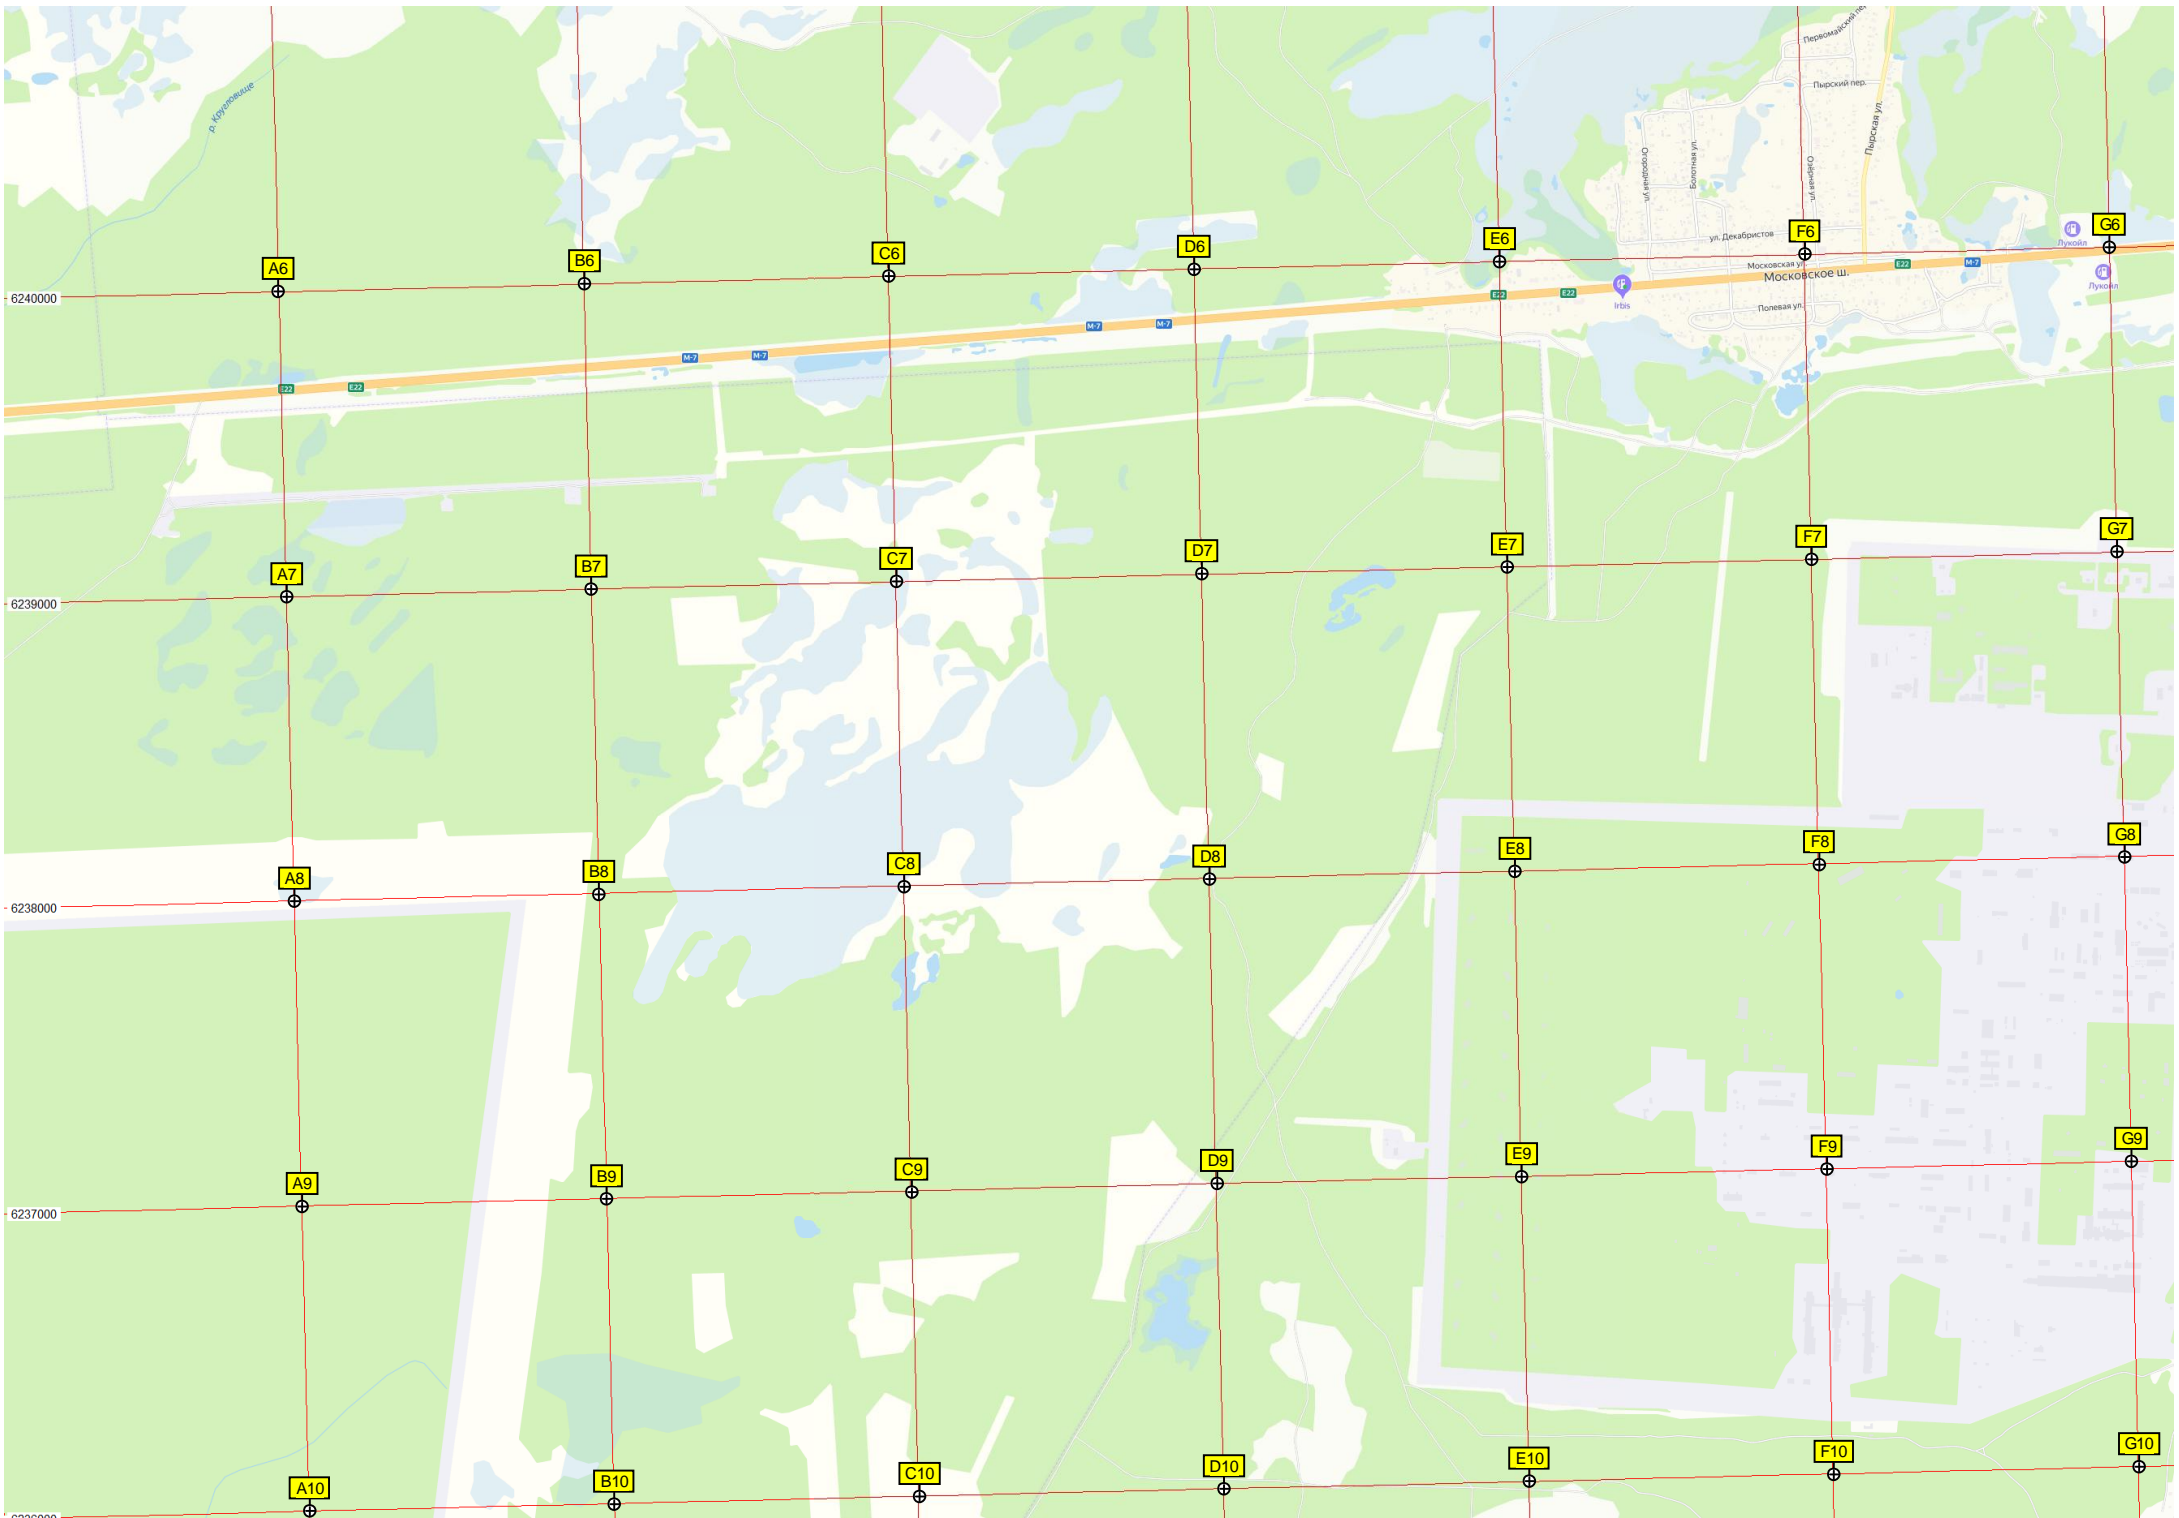 Первомайский пер.
Пырский пер.
р. Кругловище
Пырская ул.
Огородная ул.
Болотная ул.
Озёрная ул.
A6
B6
C6
D6
E6
F6
G6
ул. Декабристов
Лукойл
Московская ул.
Московское ш.
E22
M-7
Лукойл
6240000
E22
E22
Irbis
Полевая ул.
M-7
M-7
M-7
M-7
E22
E22
A7
B7
C7
D7
E7
F7
G7
6239000
A8
B8
C8
D8
E8
F8
G8
6238000
A9
B9
C9
D9
E9
F9
G9
6237000
A10
B10
C10
D10
E10
F10
G10
6236000